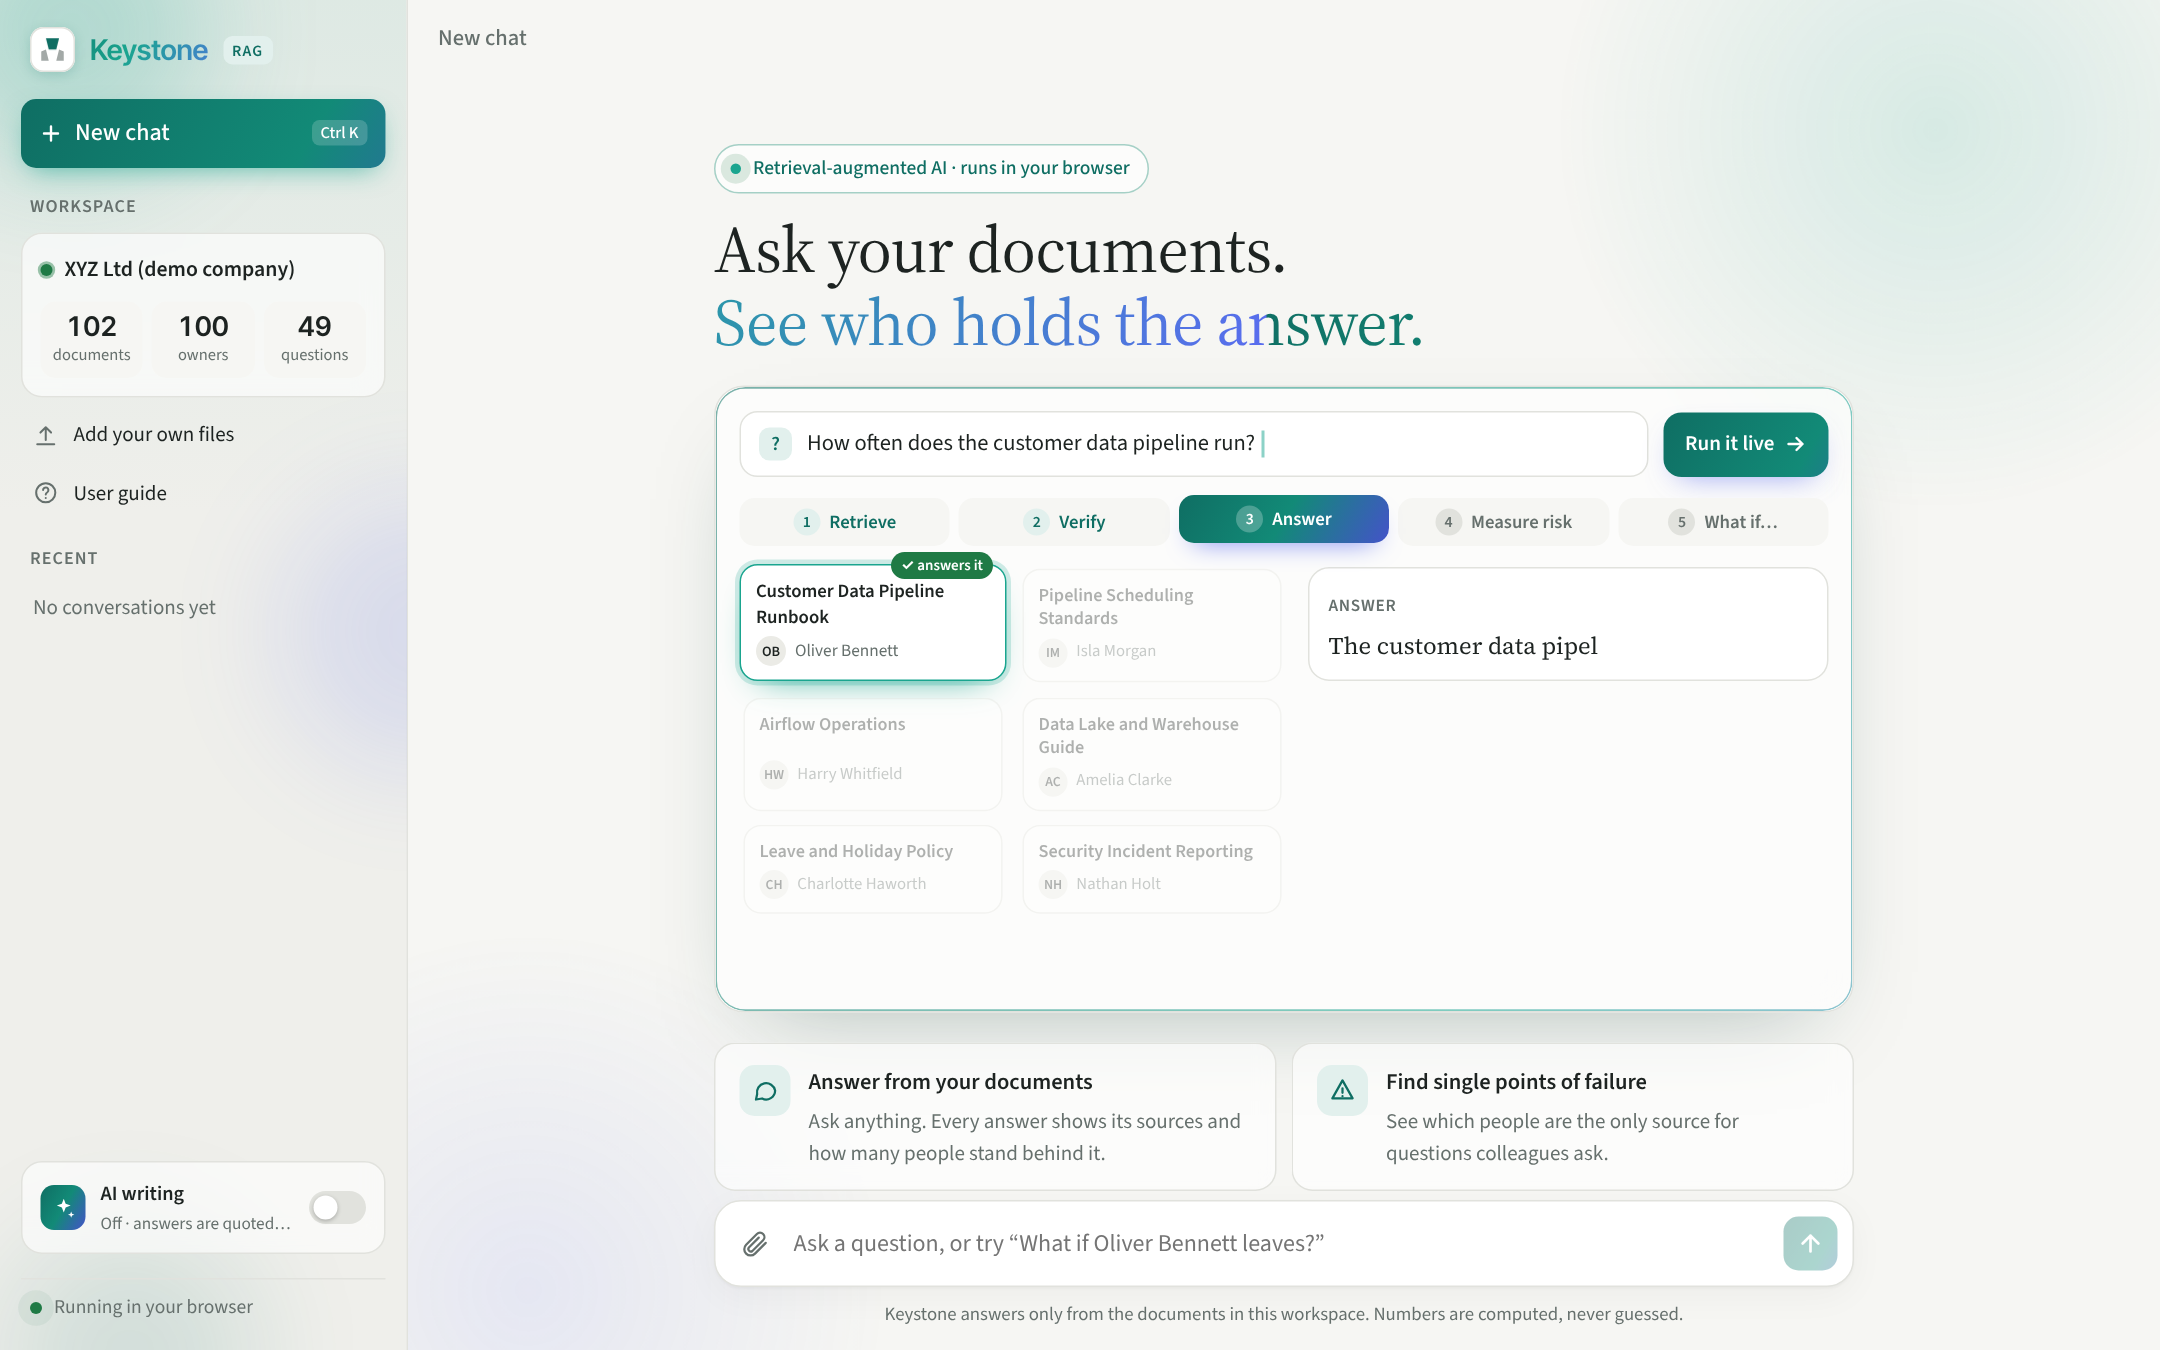 Keystone RAG
New chat Ctrl K
WORKSPACE
XYZ Ltd (demo company)
102 100 49
documents owners questions
Add your own files
User guide
RECENT
No conversations yet
AI writing
Off · answers are quoted…
Running in your browser
New chat
Retrieval-augmented AI · runs in your browser
Ask your documents.
See who holds the answer.
? How often does the customer data pipeline run?
Run it live →
1 Retrieve
2 Verify
3 Answer
4 Measure risk
5 What if…
✓ answers it
Customer Data Pipeline
Runbook
OB Oliver Bennett
Pipeline Scheduling
Standards
IM Isla Morgan
Airflow Operations
HW Harry Whitfield
Data Lake and Warehouse
Guide
AC Amelia Clarke
Leave and Holiday Policy
CH Charlotte Haworth
Security Incident Reporting
NH Nathan Holt
ANSWER
The customer data pipel
Answer from your documents
Ask anything. Every answer shows its sources and
how many people stand behind it.
Find single points of failure
See which people are the only source for
questions colleagues ask.
Ask a question, or try “What if Oliver Bennett leaves?”
Keystone answers only from the documents in this workspace. Numbers are computed, never guessed.